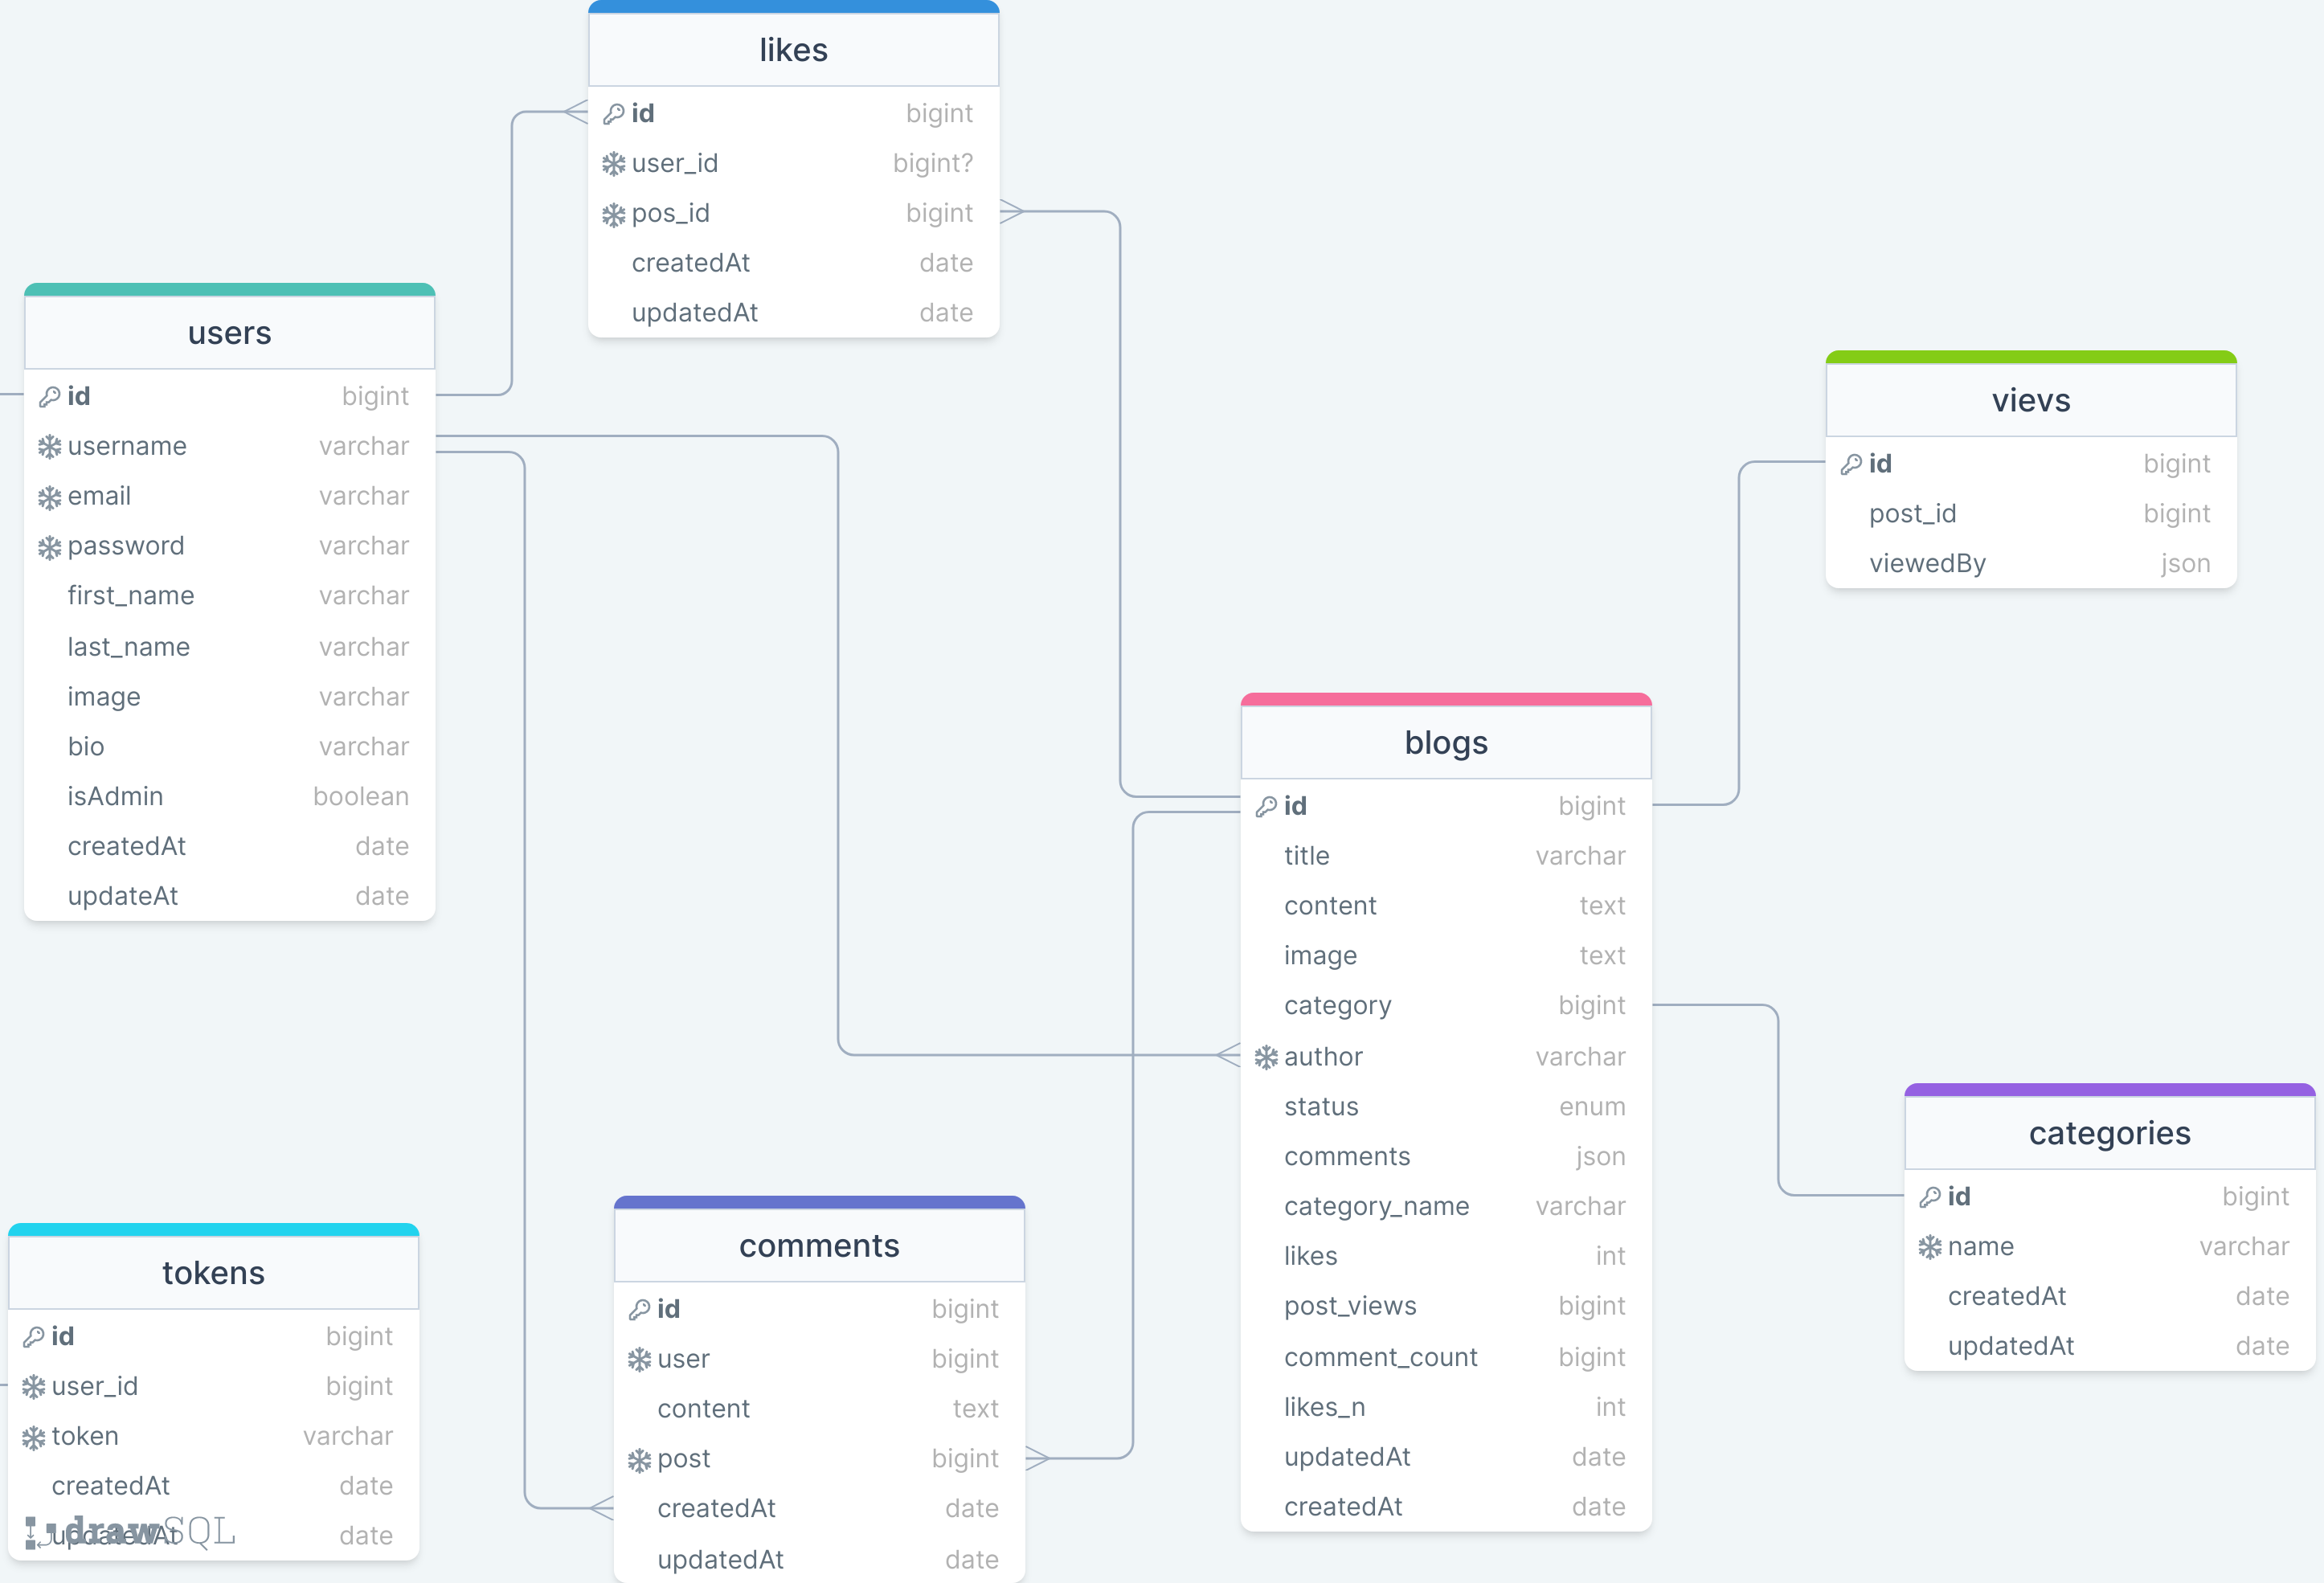 likes
id bigint
user_id bigint?
pos_id bigint
createdAt date
updatedAt date
users
id bigint
username varchar
email varchar
password varchar
first_name varchar
last_name varchar
image varchar
bio varchar
isAdmin boolean
createdAt date
updateAt date
vievs
id bigint
post_id bigint
viewedBy json
blogs
id bigint
title varchar
content text
image text
category bigint
author varchar
status enum
comments json
category_name varchar
likes int
post_views bigint
comment_count bigint
likes_n int
updatedAt date
createdAt date
categories
id bigint
name varchar
createdAt date
updatedAt date
tokens
id bigint
user_id bigint
token varchar
createdAt date
updatedAt date
drawSQL
comments
id bigint
user bigint
content text
post bigint
createdAt date
updatedAt date